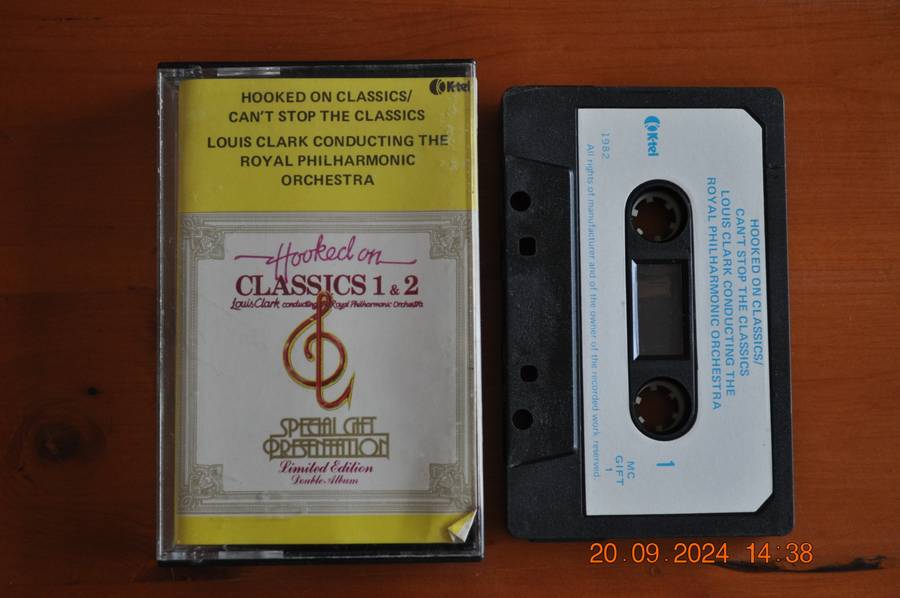 K-tel
HOOKED ON CLASSICS/
CAN'T STOP THE CLASSICS
LOUIS CLARK CONDUCTING THE
ROYAL PHILHARMONIC
ORCHESTRA
Hooked on
CLASSICS 1 & 2
Louis Clark conducting the Royal Philharmonic Orchestra
SPECIAL GIFT
PRESENTATION
Limited Edition
Double Album
K-tel
HOOKED ON CLASSICS/
CAN'T STOP THE CLASSICS
LOUIS CLARK CONDUCTING THE
ROYAL PHILHARMONIC ORCHESTRA
1
MC
GIFT
1
1982
All rights of manufacturer and of the owner of the recorded work reserved.
20.09.2024 14:38